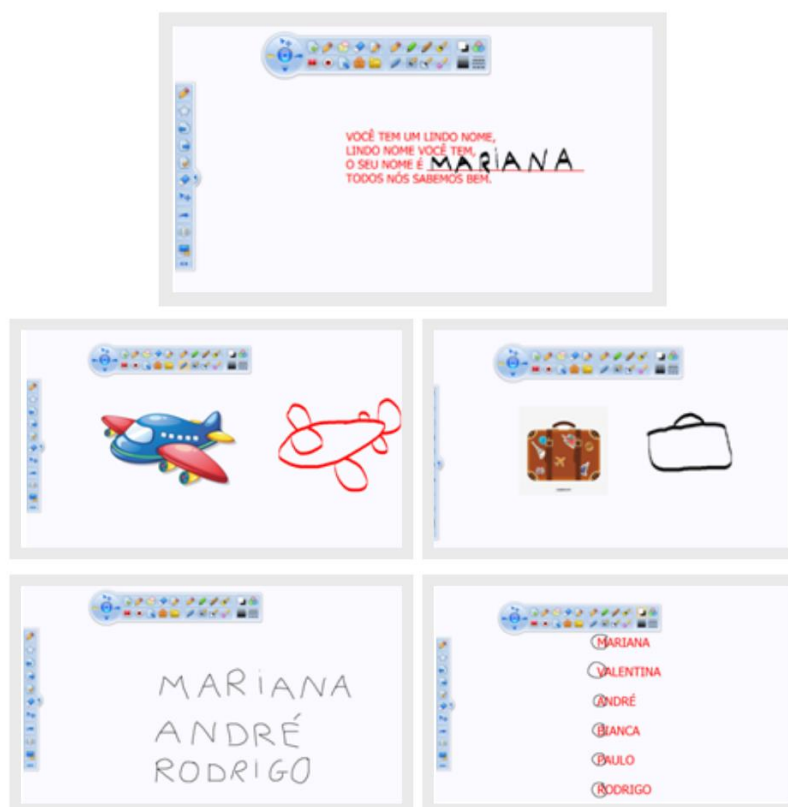 VOCÊ TEM UM LINDO NOME,
LINDO NOME VOCÊ TEM,
O SEU NOME É MARIANA
TODOS NÓS SABEMOS BEM.
MARIANA
ANDRÉ
RODRIGO
MARIANA
VALENTINA
ANDRÉ
BIANCA
PAULO
RODRIGO